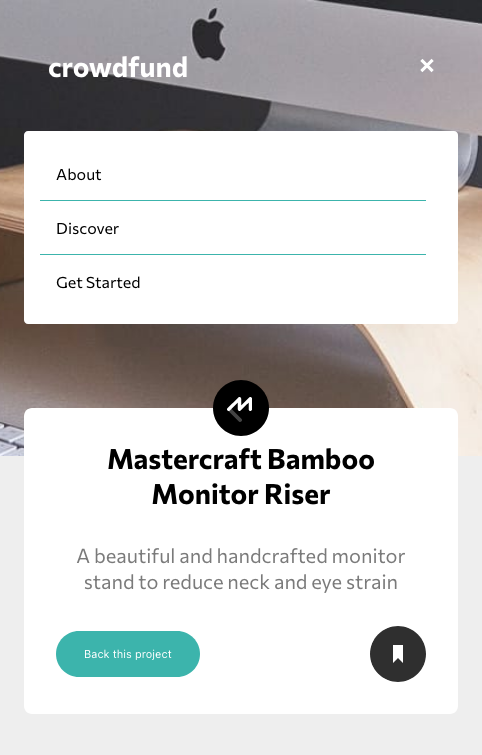 crowdfund
About
Discover
Get Started
Mastercraft Bamboo
Monitor Riser
A beautiful and handcrafted monitor
stand to reduce neck and eye strain
Back this project